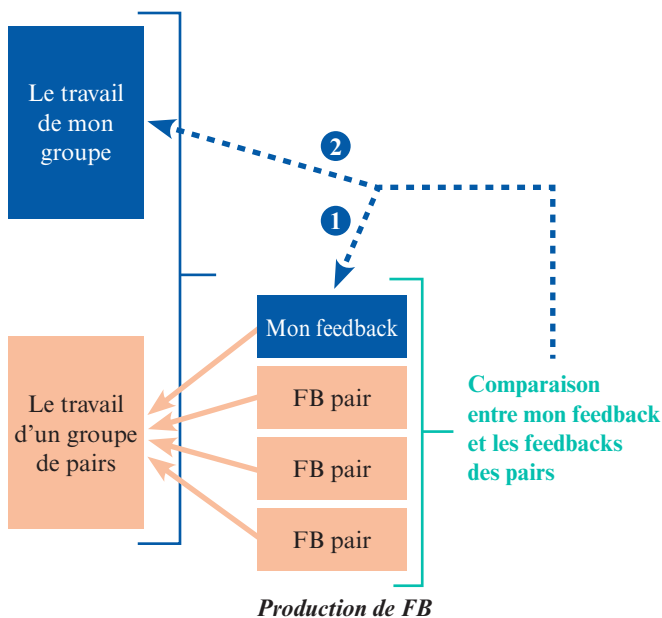 Le travail
de mon
groupe
2
1
Mon feedback
Le travail
d'un groupe
de pairs
FB pair
FB pair
FB pair
Comparaison
entre mon feedback
et les feedbacks
des pairs
Production de FB